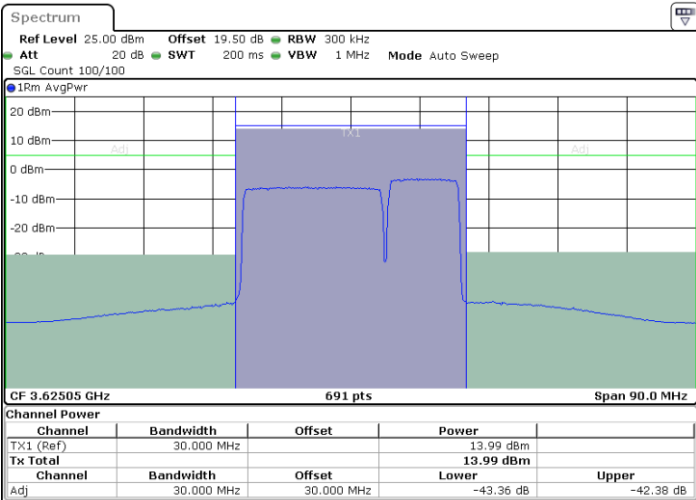 Spectrum
Ref Level 25.00 dBm Offset 19.50 dB RBW 300 kHz
Att 20 dB SWT 200 ms VBW 1 MHz Mode Auto Sweep
SGL Count 100/100
1Rm AvgPwr
20 dBm
10 dBm
TX1
Adj Adj
0 dBm
-10 dBm
-20 dBm
CF 3.62505 GHz 691 pts Span 90.0 MHz
Channel Power
Channel Bandwidth Offset Power
TX1 (Ref) 30.000 MHz 13.99 dBm
Tx Total 13.99 dBm
Channel Bandwidth Offset Lower Upper
Adj 30.000 MHz 30.000 MHz -43.36 dB -42.38 dB